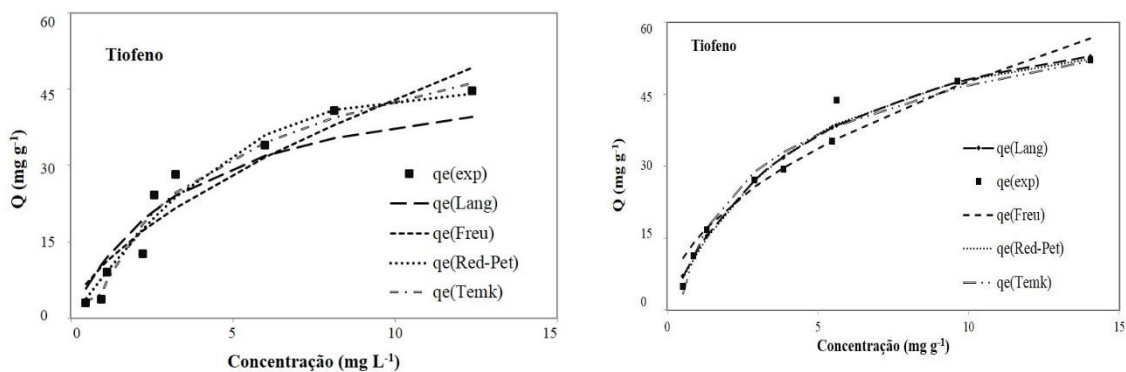 60
45
30
15
0
Q (mg g⁻¹)
Tiofeno
qe(exp)
qe(Lang)
qe(Freu)
qe(Red-Pet)
qe(Temk)
0
5
10
15
Concentração (mg L⁻¹)
60
45
30
15
0
Q (mg g⁻¹)
Tiofeno
qe(Lang)
qe(exp)
qe(Freu)
qe(Red-Pet)
qe(Temk)
0
5
10
15
Concentração (mg g⁻¹)